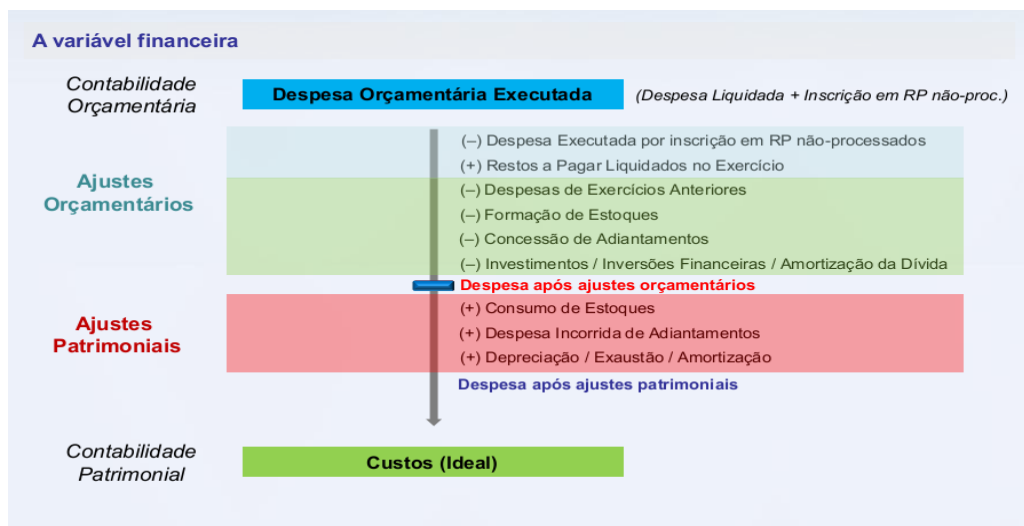 A variável financeira
Contabilidade
Orçamentária
Despesa Orçamentária Executada
(Despesa Liquidada + Inscrição em RP não-proc.)
Ajustes
Orçamentários
(–) Despesa Executada por inscrição em RP não-processados
(+) Restos a Pagar Liquidados no Exercício
(–) Despesas de Exercícios Anteriores
(–) Formação de Estoques
(–) Concessão de Adiantamentos
(–) Investimentos / Inversões Financeiras / Amortização da Dívida
Despesa após ajustes orçamentários
Ajustes
Patrimoniais
(+) Consumo de Estoques
(+) Despesa Incorrida de Adiantamentos
(+) Depreciação / Exaustão / Amortização
Despesa após ajustes patrimoniais
Contabilidade
Patrimonial
Custos (Ideal)